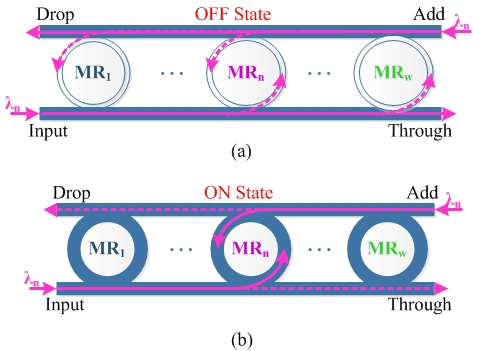 Drop OFF State Add λn
MR1 ... MRn ... MRw
λn
Input Through
(a)
Drop ON State Add λn
MR1 ... MRn ... MRw
λn
Input Through
(b)